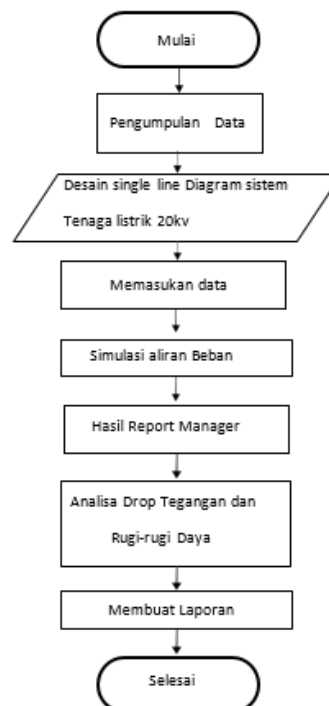 Mulai
Pengumpulan Data
Desain single line Diagram sistem
Tenaga listrik 20kv
Memasukan data
Simulasi aliran Beban
Hasil Report Manager
Analisa Drop Tegangan dan
Rugi-rugi Daya
Membuat Laporan
Selesai